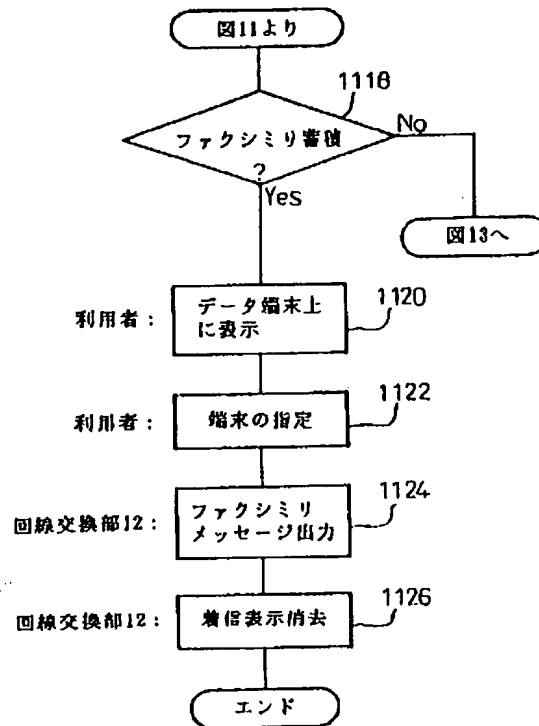 図11より
1118
ファクシミリ蓄積
?
No
Yes
図13へ
利用者：
データ端末上
に表示
1120
利用者：
端末の指定
1122
回線交換部12：
ファクシミリ
メッセージ出力
1124
回線交換部12：
着信表示消去
1126
エンド